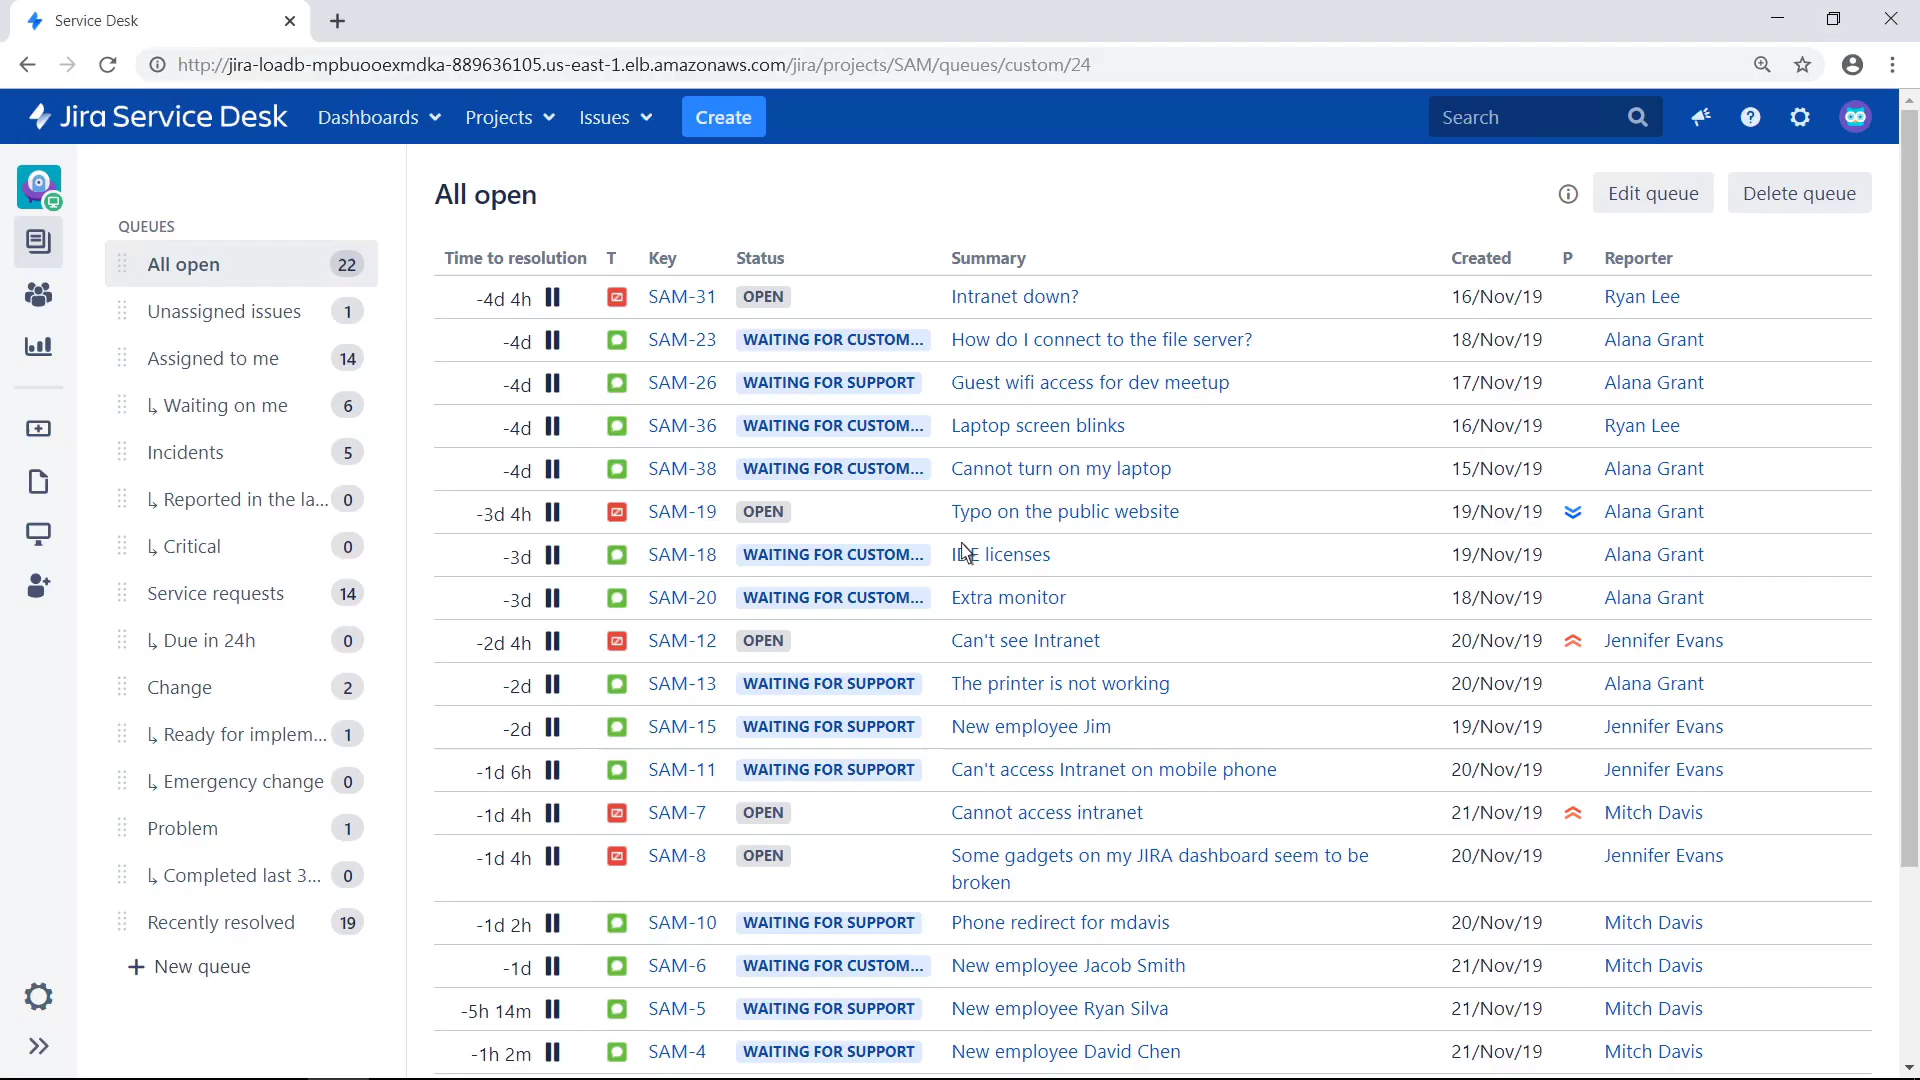 Service Desk
http://jira-loadb-mpbuooexmdka-889636105.us-east-1.elb.amazonaws.com/jira/projects/SAM/queues/custom/24
Jira Service Desk Dashboards Projects Issues Create Search
All open Edit queue Delete queue
QUEUES
All open 22
Unassigned issues 1
Assigned to me 14
Waiting on me 6
Incidents 5
Reported in the la... 0
Critical 0
Service requests 14
Due in 24h 0
Change 2
Ready for implem... 1
Emergency change 0
Problem 1
Completed last 3... 0
Recently resolved 19
+ New queue
Time to resolution T Key Status Summary Created P Reporter
-4d 4h SAM-31 OPEN Intranet down? 16/Nov/19 Ryan Lee
-4d SAM-23 WAITING FOR CUSTOM... How do I connect to the file server? 18/Nov/19 Alana Grant
-4d SAM-26 WAITING FOR SUPPORT Guest wifi access for dev meetup 17/Nov/19 Alana Grant
-4d SAM-36 WAITING FOR CUSTOM... Laptop screen blinks 16/Nov/19 Ryan Lee
-4d SAM-38 WAITING FOR CUSTOM... Cannot turn on my laptop 15/Nov/19 Alana Grant
-3d 4h SAM-19 OPEN Typo on the public website 19/Nov/19 Alana Grant
-3d SAM-18 WAITING FOR CUSTOM... licenses 19/Nov/19 Alana Grant
-3d SAM-20 WAITING FOR CUSTOM... Extra monitor 18/Nov/19 Alana Grant
-2d 4h SAM-12 OPEN Can't see Intranet 20/Nov/19 Jennifer Evans
-2d SAM-13 WAITING FOR SUPPORT The printer is not working 20/Nov/19 Alana Grant
-2d SAM-15 WAITING FOR SUPPORT New employee Jim 19/Nov/19 Jennifer Evans
-1d 6h SAM-11 WAITING FOR SUPPORT Can't access Intranet on mobile phone 20/Nov/19 Jennifer Evans
-1d 4h SAM-7 OPEN Cannot access intranet 21/Nov/19 Mitch Davis
-1d 4h SAM-8 OPEN Some gadgets on my JIRA dashboard seem to be 20/Nov/19 Jennifer Evans
broken
-1d 2h SAM-10 WAITING FOR SUPPORT Phone redirect for mdavis 20/Nov/19 Mitch Davis
-1d SAM-6 WAITING FOR CUSTOM... New employee Jacob Smith 21/Nov/19 Mitch Davis
-5h 14m SAM-5 WAITING FOR SUPPORT New employee Ryan Silva 21/Nov/19 Mitch Davis
-1h 2m SAM-4 WAITING FOR SUPPORT New employee David Chen 21/Nov/19 Mitch Davis